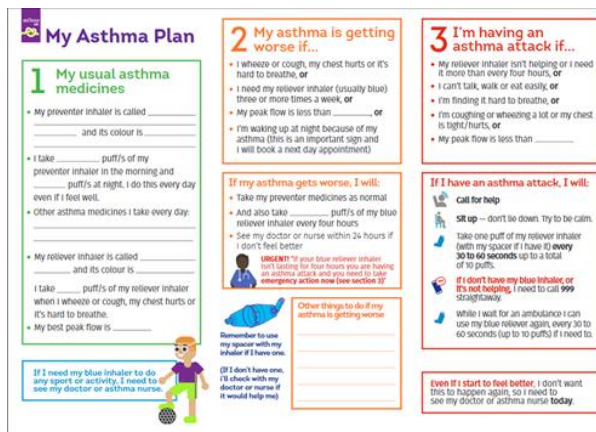 My Asthma Plan
1 My usual asthma
medicines
• My preventer inhaler is called ________
________ and its colour is ________
• I take ________ puff/s of my
preventer inhaler in the morning and
________ puff/s at night. I do this every day
even if I feel well.
• Other asthma medicines I take every day:
• My reliever inhaler is called ________
________ and its colour is ________
I take ____ puff/s of my reliever inhaler
when I wheeze or cough, my chest hurts or
it's hard to breathe.
• My best peak flow is ________
If I need my blue inhaler to do
any sport or activity, I need to
see my doctor or asthma nurse.
2 My asthma is getting
worse if...
• I wheeze or cough, my chest hurts or it's
hard to breathe, or
• I need my reliever inhaler (usually blue)
three or more times a week, or
• My peak flow is less than ________, or
• I'm waking up at night because of my
asthma (this is an important sign and
I will book a next day appointment)
If my asthma gets worse, I will:
• Take my preventer medicines as normal
• And also take ________ puff/s of my blue
reliever inhaler every four hours
• See my doctor or nurse within 24 hours if
I don't feel better
URGENT! "If your blue reliever inhaler
isn't lasting for four hours you are having
an asthma attack and you need to take
emergency action now (see section 3)"
Remember to use
my spacer with my
inhaler if I have one.
(If I don't have one,
I'll check with my
doctor or nurse if
it would help me)
Other things to do if my
asthma is getting worse
3 I'm having an
asthma attack if...
• My reliever inhaler isn't helping or I need
it more than every four hours, or
• I can't talk, walk or eat easily, or
• I'm finding it hard to breathe, or
• I'm coughing or wheezing a lot or my chest
is tight/hurts, or
• My peak flow is less than ________
If I have an asthma attack, I will:
Call for help
Sit up — don't lie down. Try to be calm.
Take one puff of my reliever inhaler
(with my spacer if I have it) every
30 to 60 seconds up to a total
of 10 puffs.
If I don't have my blue inhaler, or
it's not helping, I need to call 999
straightaway.
While I wait for an ambulance I can
use my blue reliever again, every 30 to
60 seconds (up to 10 puffs) if I need to.
Even if I start to feel better, I don't want
this to happen again, so I need to
see my doctor or asthma nurse today.